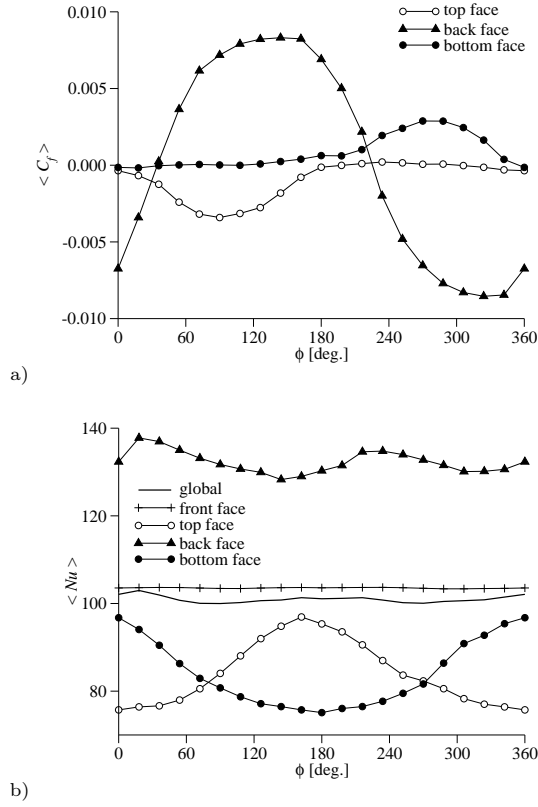 0.010
0.005
0.000
-0.005
-0.010
< C_f >
top face
back face
bottom face
0 60 120 180 240 300 360
ϕ [deg.]
a)
140
120
100
80
< Nu >
global
front face
top face
back face
bottom face
0 60 120 180 240 300 360
ϕ [deg.]
b)